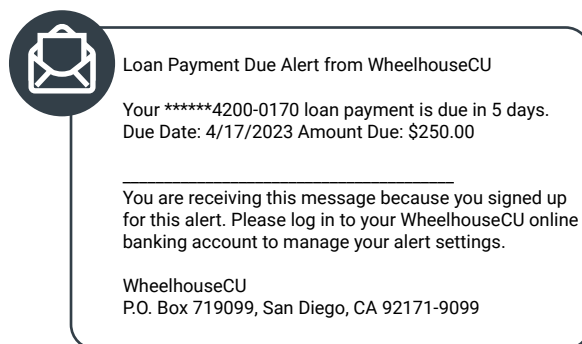 Loan Payment Due Alert from WheelhouseCU
Your ******4200-0170 loan payment is due in 5 days.
Due Date: 4/17/2023 Amount Due: $250.00
________________________________________
You are receiving this message because you signed up
for this alert. Please log in to your WheelhouseCU online
banking account to manage your alert settings.
WheelhouseCU
P.O. Box 719099, San Diego, CA 92171-9099